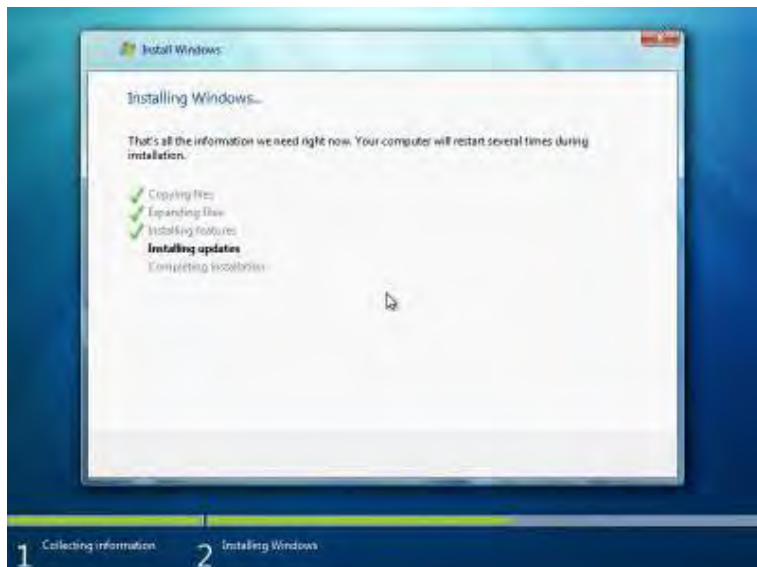 Install Windows
Installing Windows...
That's all the information we need right now. Your computer will restart several times during
installation.
Copying files
Expanding files
Installing features
Installing updates
Completing installation
1 Collecting information
2 Installing Windows